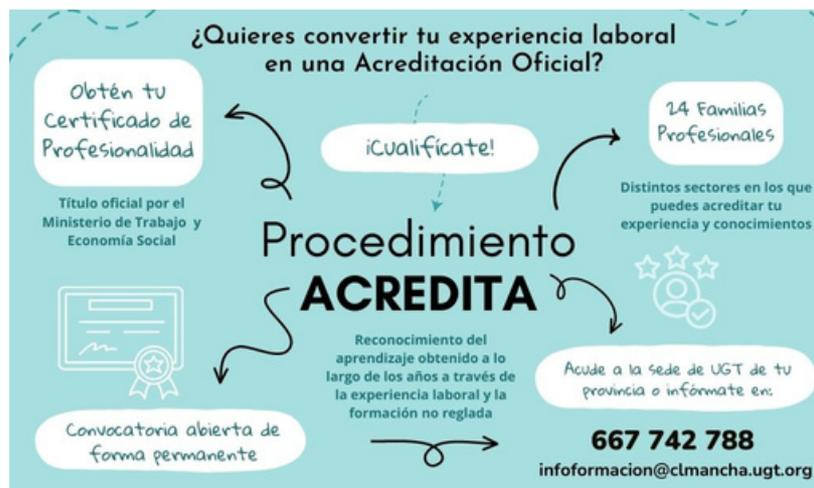 ¿Quieres convertir tu experiencia laboral
en una Acreditación Oficial?
Obtén tu
Certificado de
Profesionalidad
Título oficial por el
Ministerio de Trabajo y
Economía Social
¡Cualifícate!
24 Familias
Profesionales
Distintos sectores en los que
puedes acreditar tu
experiencia y conocimientos
Procedimiento
ACREDITA
Reconocimiento del
aprendizaje obtenido a lo
largo de los años a través de
la experiencia laboral y la
formación no reglada
Convocatoria abierta de
forma permanente
Acude a la sede de UGT de tu
provincia o infórmate en:
667 742 788
infoformacion@clmancha.ugt.org